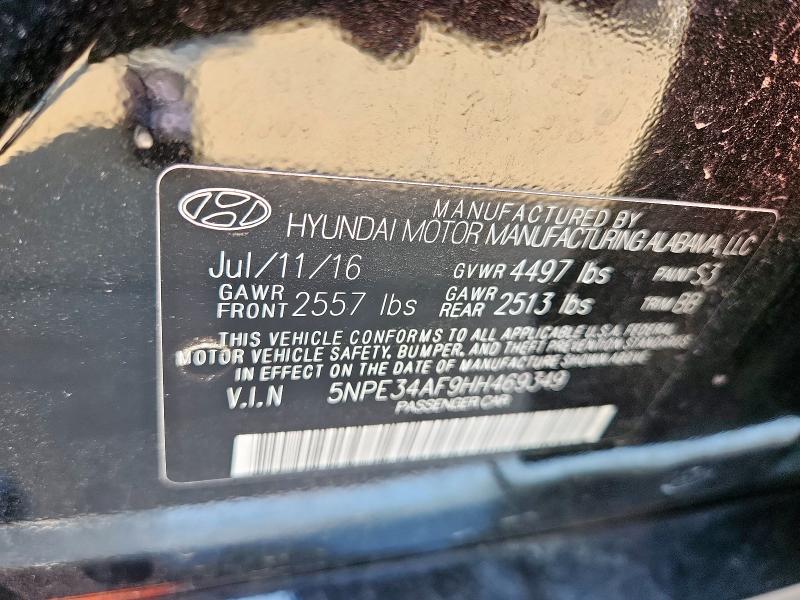 MANUFACTURED BY
HYUNDAI MOTOR MANUFACTURING ALABAMA, LLC
Jul/11/16 GVWR 4497 lbs PAINT S3
GAWR FRONT 2557 lbs GAWR REAR 2513 lbs TRIM BB
THIS VEHICLE CONFORMS TO ALL APPLICABLE U.S.A. FEDERAL
MOTOR VEHICLE SAFETY, BUMPER, AND THEFT PREVENTION, STANDARDS
IN EFFECT ON THE DATE OF MANUFACTURE SHOWN ABOVE
V.I.N 5NPE34AF9HH469349
PASSENGER CAR